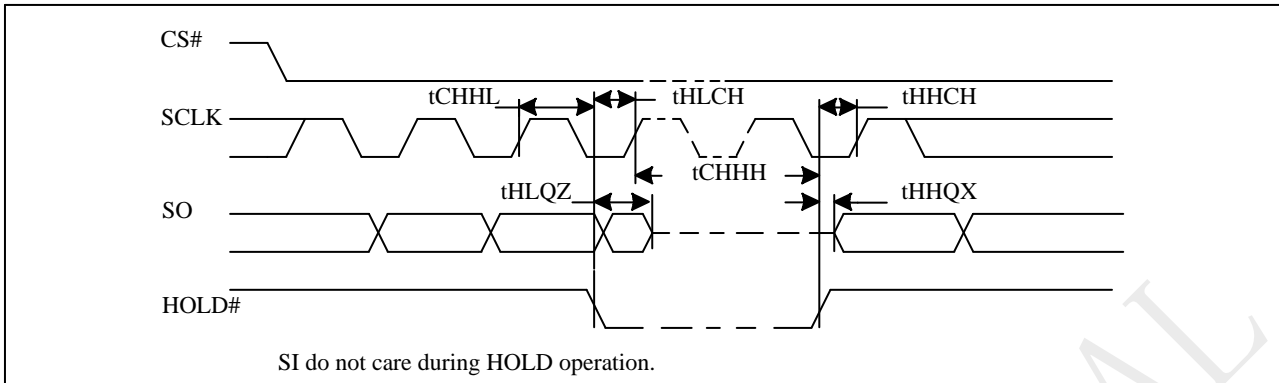 CS#
tCHHL
tHLCH
tHHCH
SCLK
tCHHH
tHLQZ
tHHQX
SO
HOLD#
SI do not care during HOLD operation.